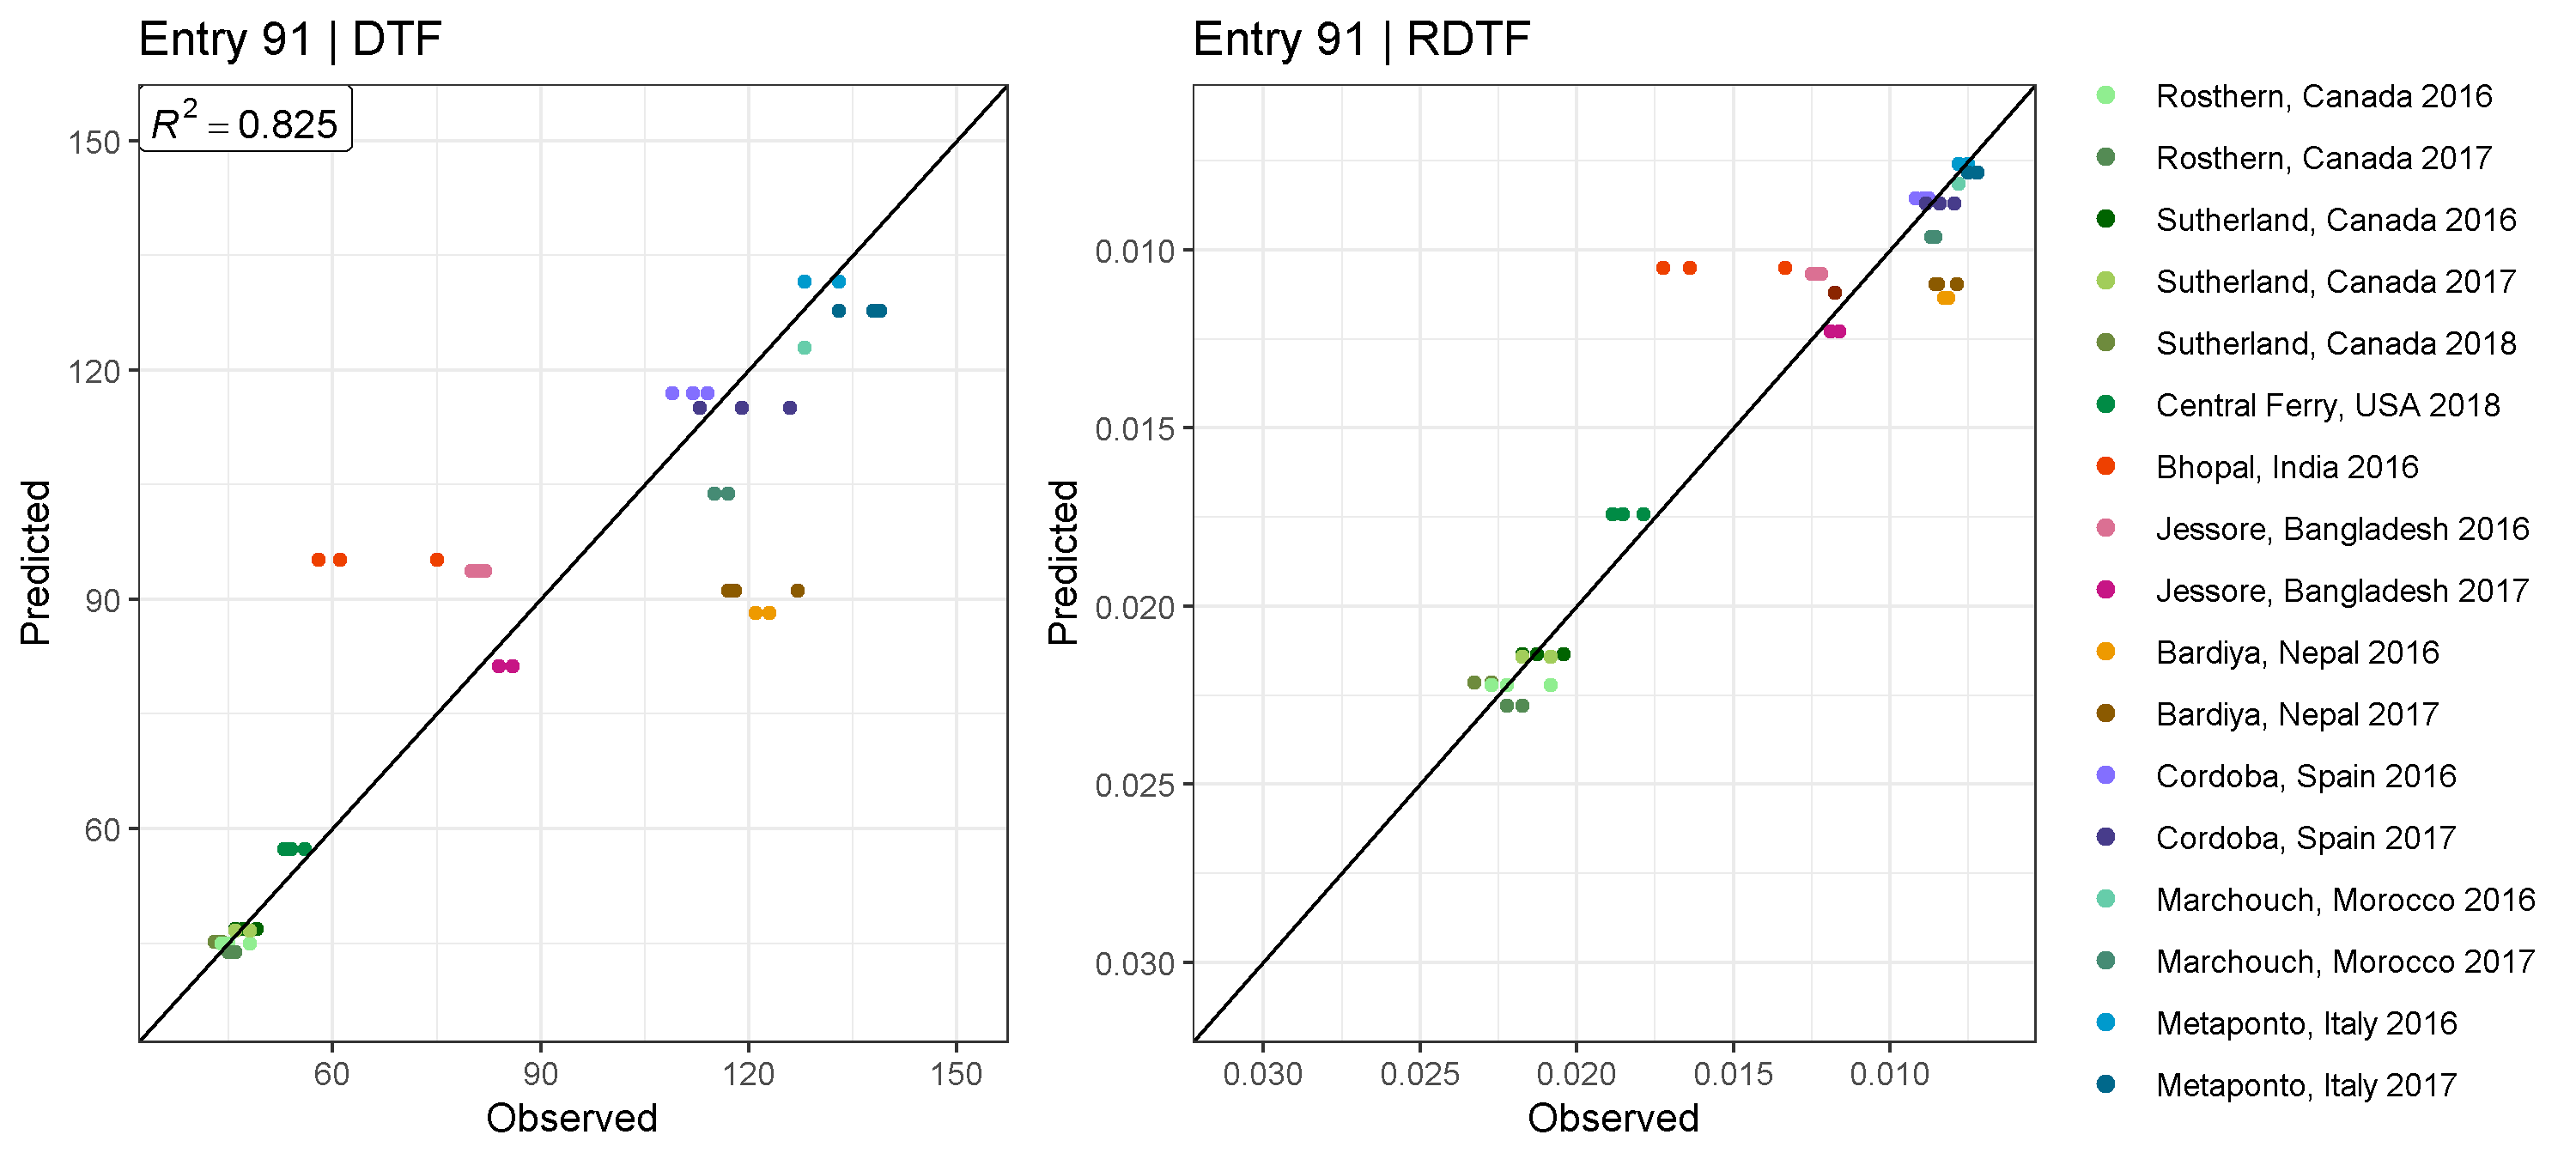 Entry 91 | DTF
R² = 0.825
150
120
90
60
60
90
120
150
Predicted
Observed
Entry 91 | RDTF
0.010
0.015
0.020
0.025
0.030
0.030
0.025
0.020
0.015
0.010
Predicted
Observed
Rosthern, Canada 2016
Rosthern, Canada 2017
Sutherland, Canada 2016
Sutherland, Canada 2017
Sutherland, Canada 2018
Central Ferry, USA 2018
Bhopal, India 2016
Jessore, Bangladesh 2016
Jessore, Bangladesh 2017
Bardiya, Nepal 2016
Bardiya, Nepal 2017
Cordoba, Spain 2016
Cordoba, Spain 2017
Marchouch, Morocco 2016
Marchouch, Morocco 2017
Metaponto, Italy 2016
Metaponto, Italy 2017